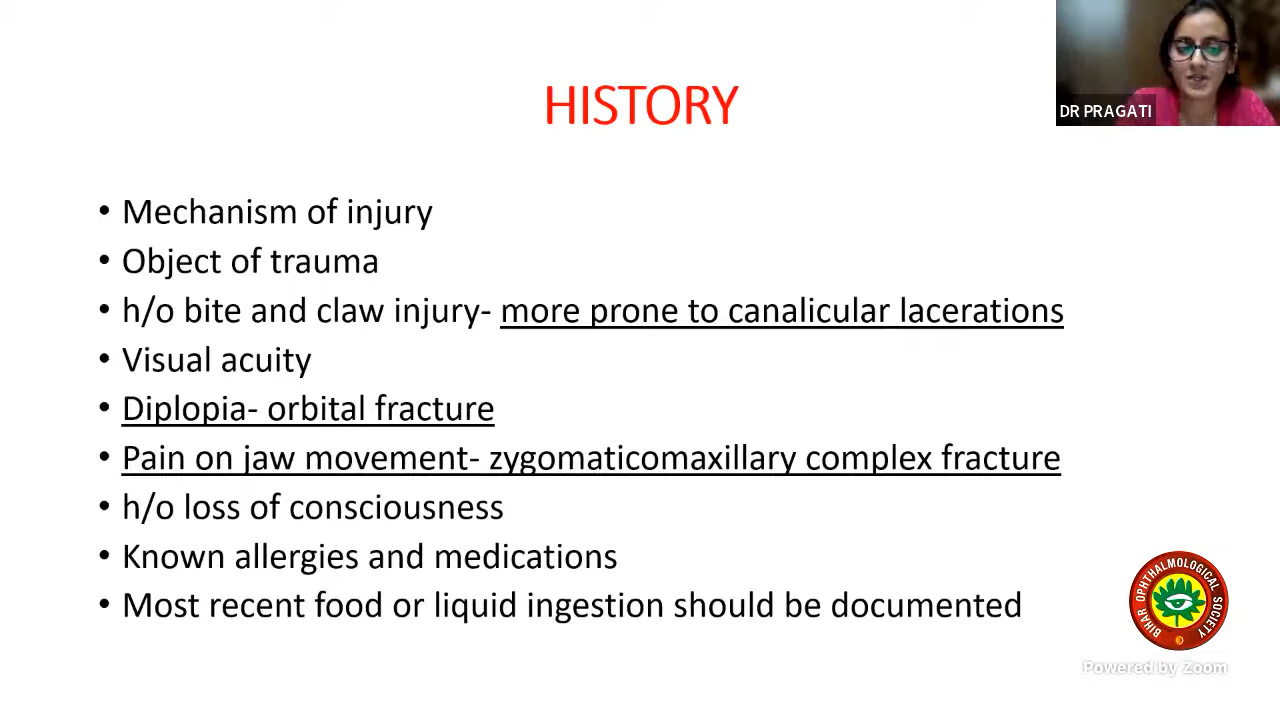 HISTORY
DR PRAGATI
• Mechanism of injury
• Object of trauma
• h/o bite and claw injury- more prone to canalicular lacerations
• Visual acuity
• Diplopia- orbital fracture
• Pain on jaw movement- zygomaticomaxillary complex fracture
• h/o loss of consciousness
• Known allergies and medications
• Most recent food or liquid ingestion should be documented
BIHAR OPHTHALMOLOGICAL SOCIETY
Powered by Zoom